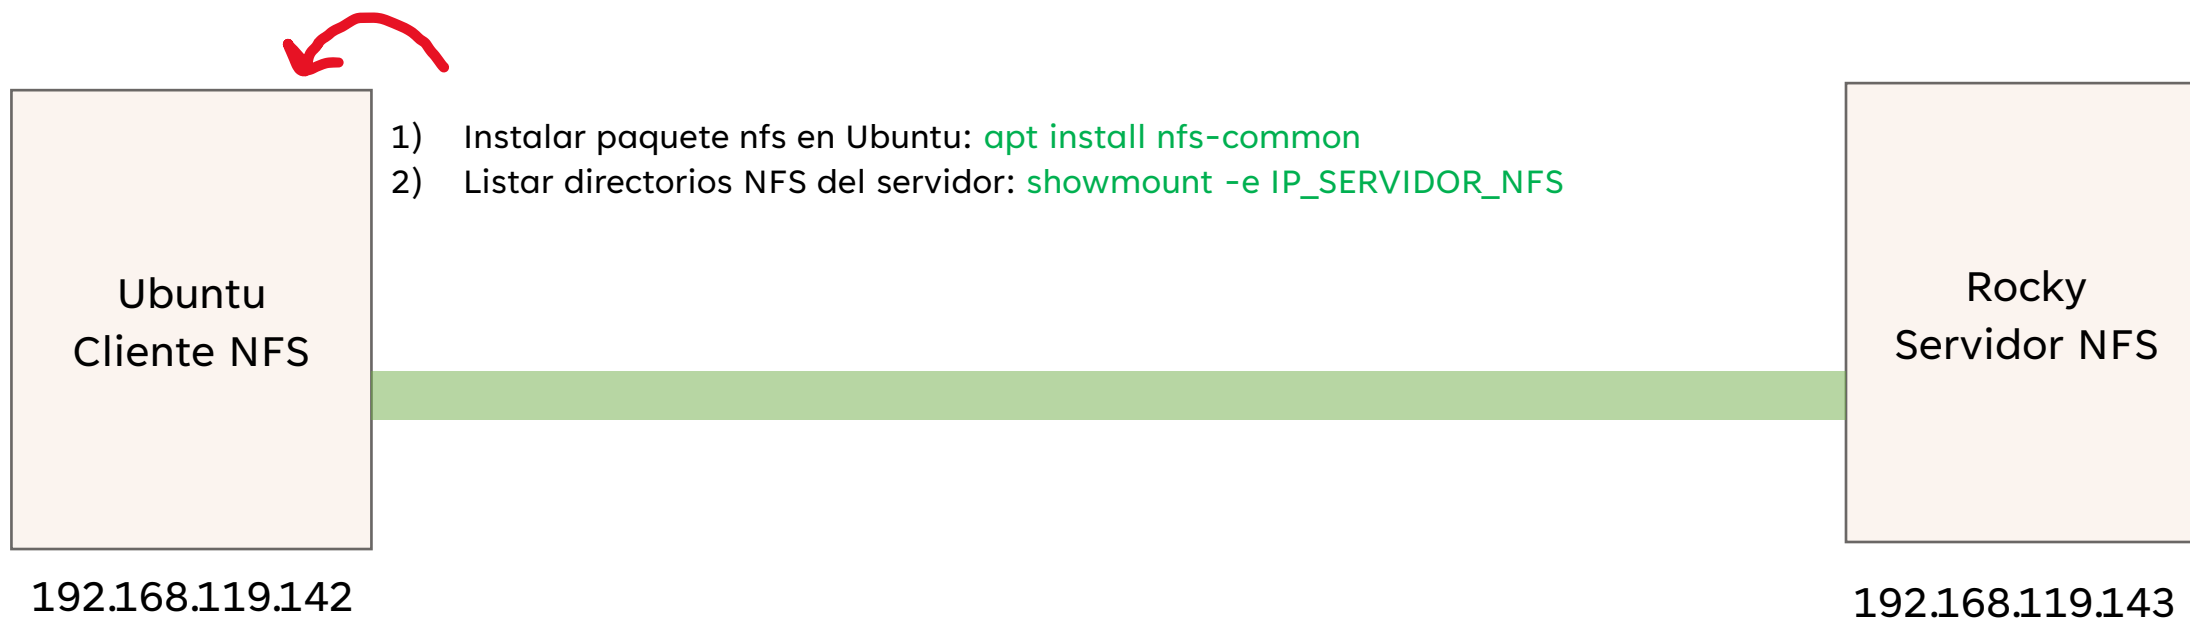 1) Instalar paquete nfs en Ubuntu: apt install nfs-common
2) Listar directorios NFS del servidor: showmount -e IP_SERVIDOR_NFS
Ubuntu
Cliente NFS
Rocky
Servidor NFS
192.168.119.142
192.168.119.143